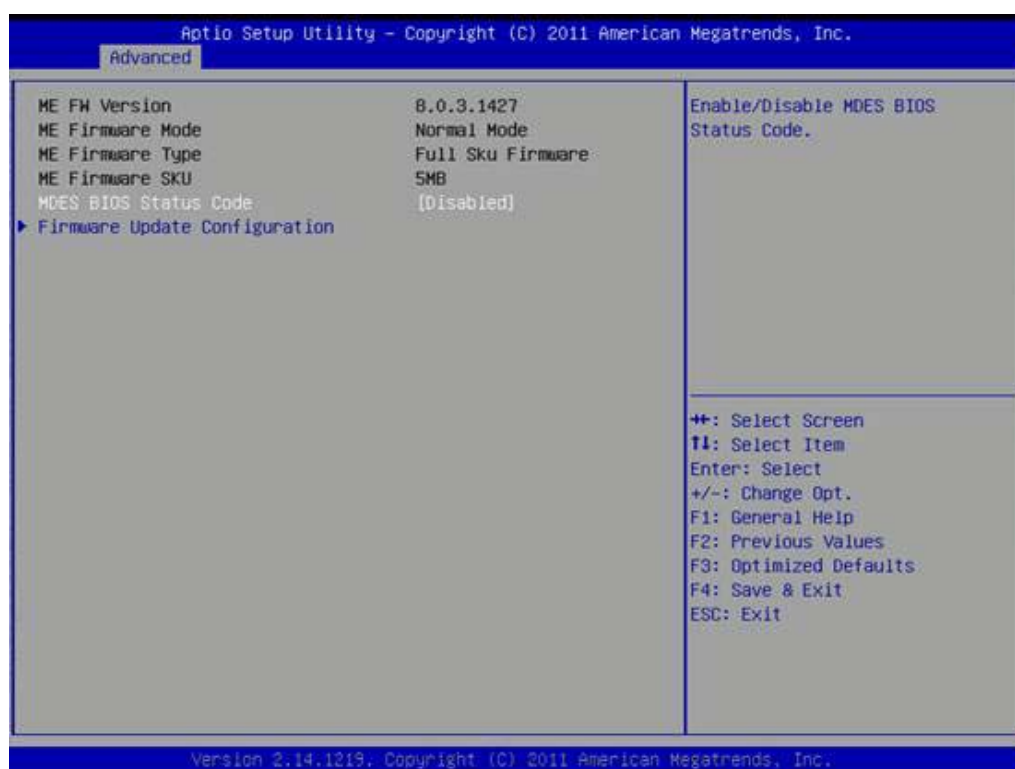 Aptio Setup Utility – Copyright (C) 2011 American Megatrends, Inc.
Advanced
ME FW Version 8.0.3.1427
ME Firmware Mode Normal Mode
ME Firmware Type Full Sku Firmware
ME Firmware SKU 5MB
MDES BIOS Status Code [Disabled]
Firmware Update Configuration
Enable/Disable MDES BIOS
Status Code.
→←: Select Screen
↑↓: Select Item
Enter: Select
+/-: Change Opt.
F1: General Help
F2: Previous Values
F3: Optimized Defaults
F4: Save & Exit
ESC: Exit
Version 2.14.1219. Copyright (C) 2011 American Megatrends, Inc.